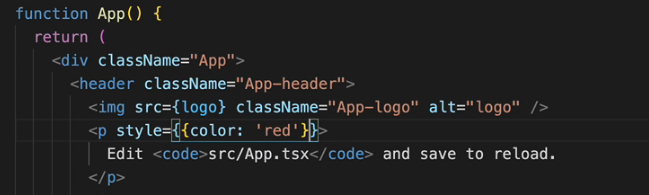 function App() {
return (
<div className="App">
<header className="App-header">
<img src={logo} className="App-logo" alt="logo" />
<p style={{color: 'red'}}>
Edit <code>src/App.tsx</code> and save to reload.
</p>